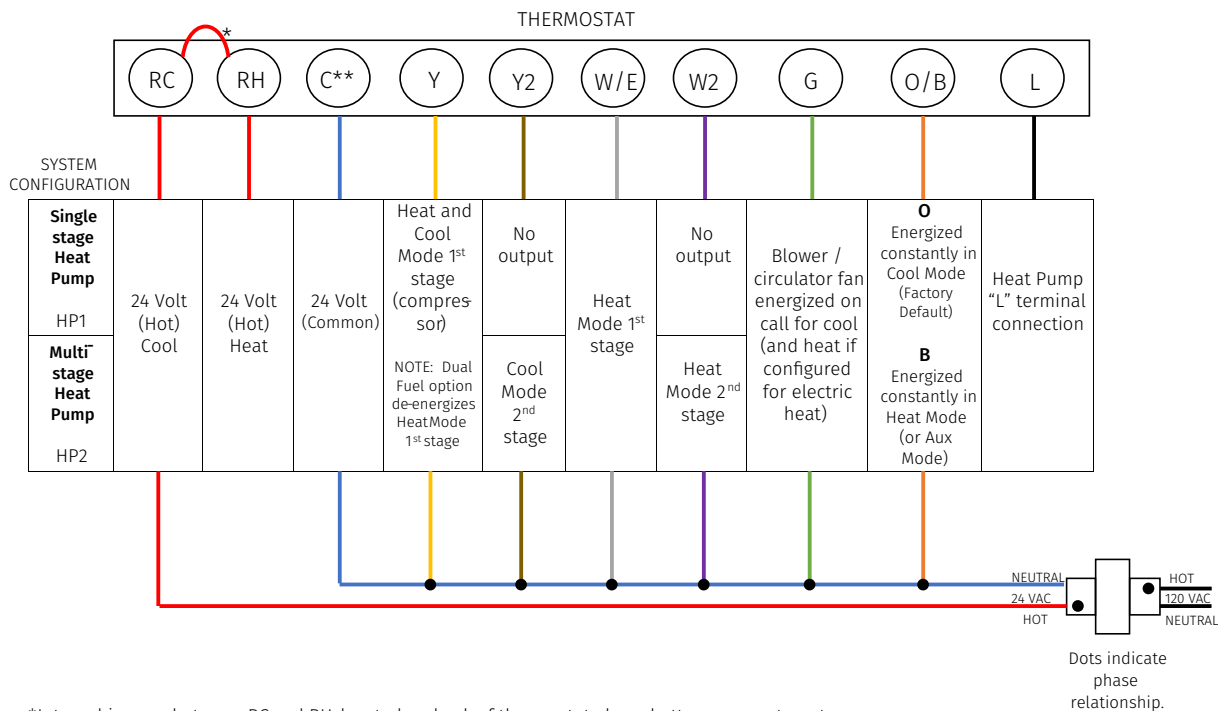 THERMOSTAT
*
RC
RH
C**
Y
Y2
W/E
W2
G
O/B
L
SYSTEM
CONFIGURATION
Single
stage
Heat
Pump
HP1
Multi-
stage
Heat
Pump
HP2
24 Volt
(Hot)
Cool
24 Volt
(Hot)
Heat
24 Volt
(Common)
Heat and
Cool
Mode 1st
stage
(compres-
sor)
NOTE: Dual
Fuel option
de-energizes
HeatMode
1st stage
No
output
Cool
Mode
2nd
stage
Heat
Mode 1st
stage
No
output
Heat
Mode 2nd
stage
Blower /
circulator fan
energized on
call for cool
(and heat if
configured
for electric
heat)
O
Energized
constantly in
Cool Mode
(Factory
Default)
B
Energized
constantly in
Heat Mode
(or Aux
Mode)
Heat Pump
“L” terminal
connection
NEUTRAL
24 VAC
HOT
HOT
120 VAC
NEUTRAL
Dots indicate
phase
relationship.